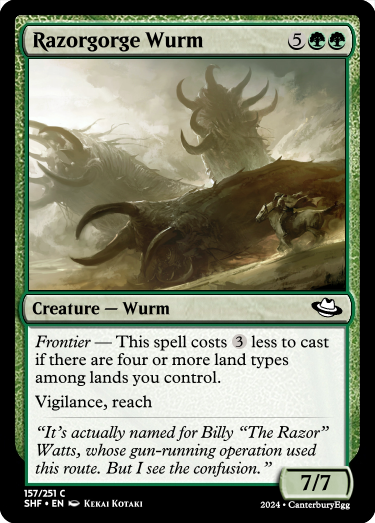 Razorgorge Wurm 5
Creature — Wurm
Frontier — This spell costs 3 less to cast
if there are four or more land types
among lands you control.
Vigilance, reach
“It’s actually named for Billy “The Razor”
Watts, whose gun-running operation used
this route. But I see the confusion.”
7/7
157/251 C
SHF • EN Kekai Kotaki
2024 • CanterburyEgg